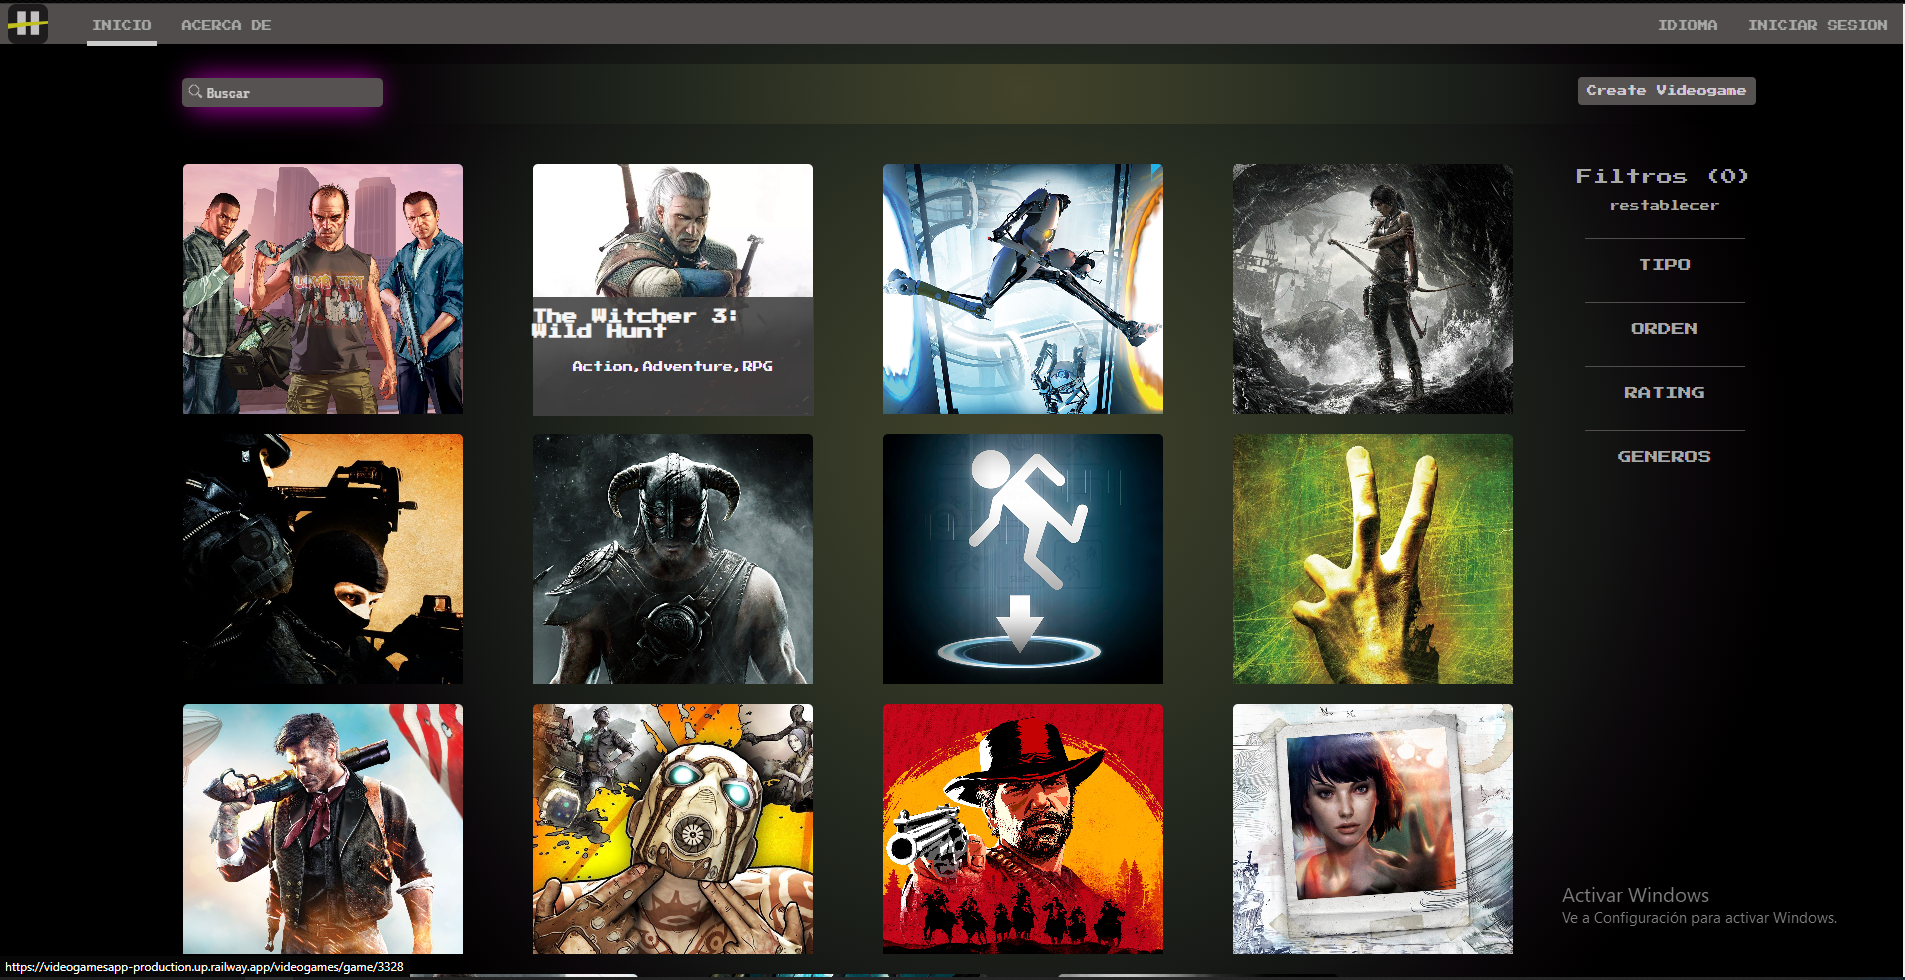 INICIO
ACERCA DE
IDIOMA
INICIAR SESION
Buscar
Create Videogame
The Witcher 3:
Wild Hunt
Action,Adventure,RPG
Filtros (0)
restablecer
TIPO
ORDEN
RATING
GENEROS
Activar Windows
Ve a Configuración para activar Windows.
https://videogamesapp-production.up.railway.app/videogames/game/3328